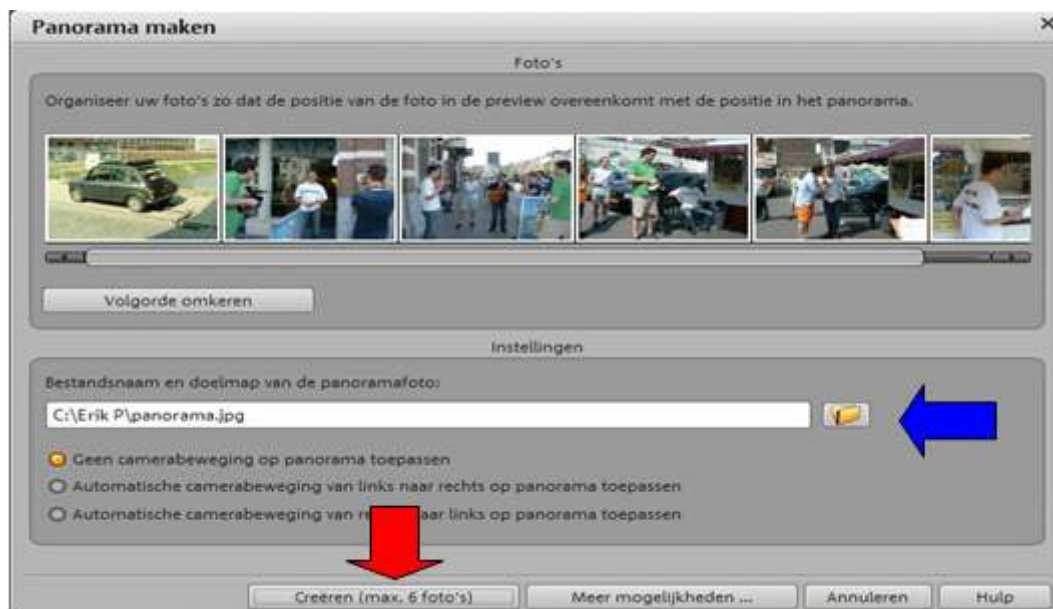 Panorama maken
Foto's
Organiseer uw foto's zo dat de positie van de foto in de preview overeenkomt met de positie in het panorama.
Volgorde omkeren
Instellingen
Bestandsnaam en doelmap van de panoramafoto:
C:\Erik P\panorama.jpg
Geen camerabeweging op panorama toepassen
Automatische camerabeweging van links naar rechts op panorama toepassen
Automatische camerabeweging van links op panorama toepassen
Creëren (max. 6 foto's)
Meer mogelijkheden ...
Annuleren
Hulp